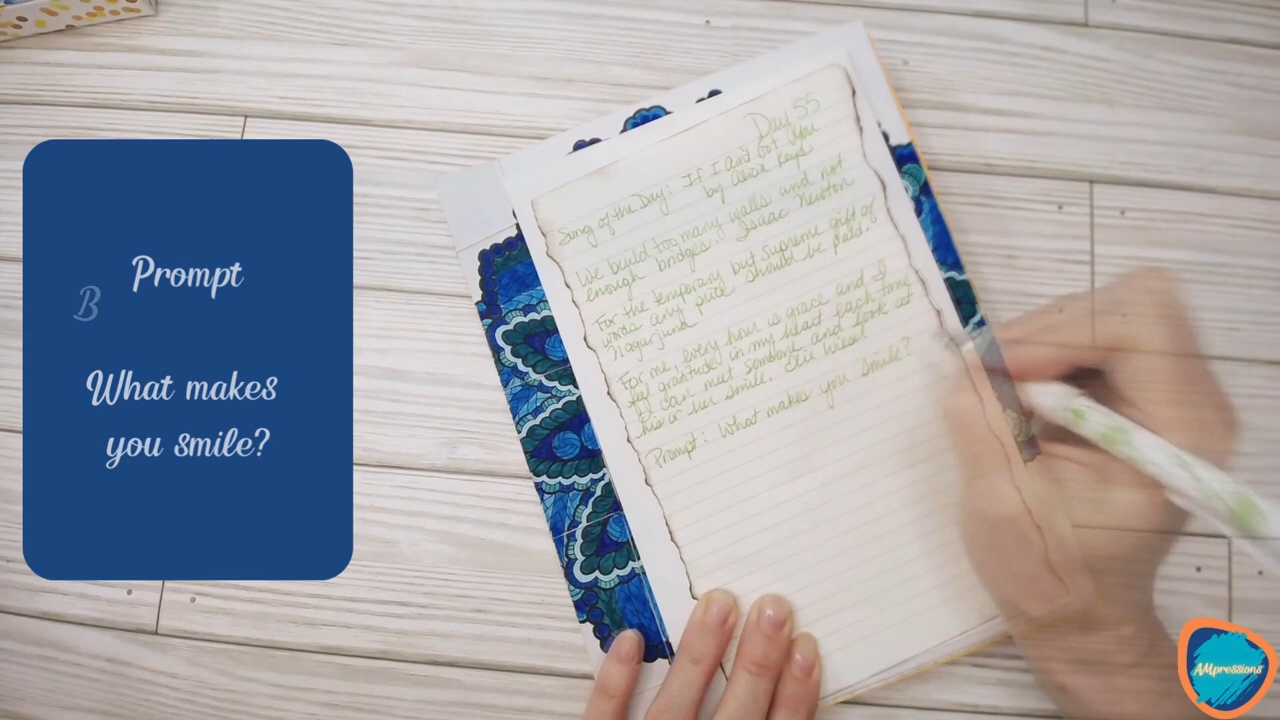 Prompt
B
What makes
you smile?
Day 55
Song of the Day: If I ain't Got You
by Alicia Keys
We build too many walls and not
enough bridges. Isaac Newton
For the temporary but supreme gift of
words any price should be paid.
Nagarjuna
For me, every hour is grace and I
feel gratitude in my heart each time
I can meet someone and look at
his or her smile. Elie Wiesel
Prompt: What makes you smile?
AMpressions